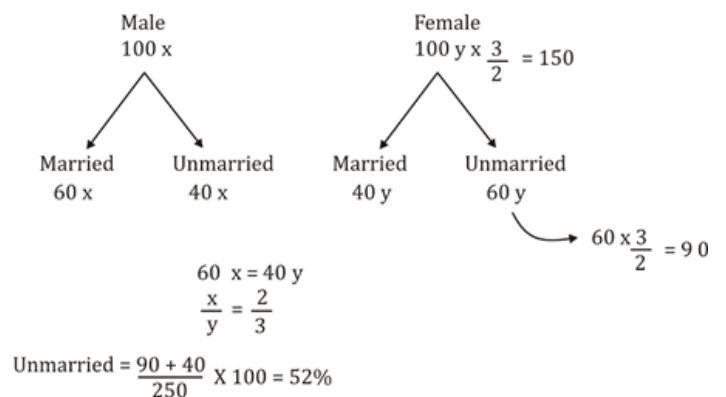 Male
100 x
Female
100 y x 3/2 = 150
Married
60 x
Unmarried
40 x
Married
40 y
Unmarried
60 y
60 x 3/2 = 9 0
60 x = 40 y
x/y = 2/3
Unmarried = 90 + 40/250 X 100 = 52%